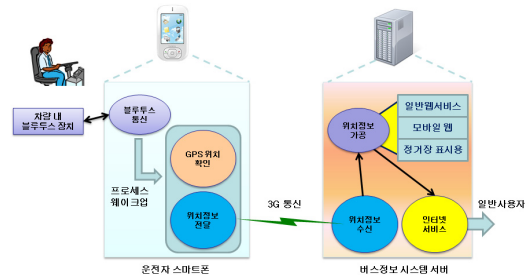 차량 내
블루투스 장치
블루투스
통신
GPS 위치
확인
프로세스
웨이크업
위치정보
전달
3G 통신
운전자 스마트폰
위치정보
가공
일반웹서비스
모바일 웹
정거장 표시용
위치정보
수신
인터넷
서비스
일반사용자
버스정보 시스템 서버